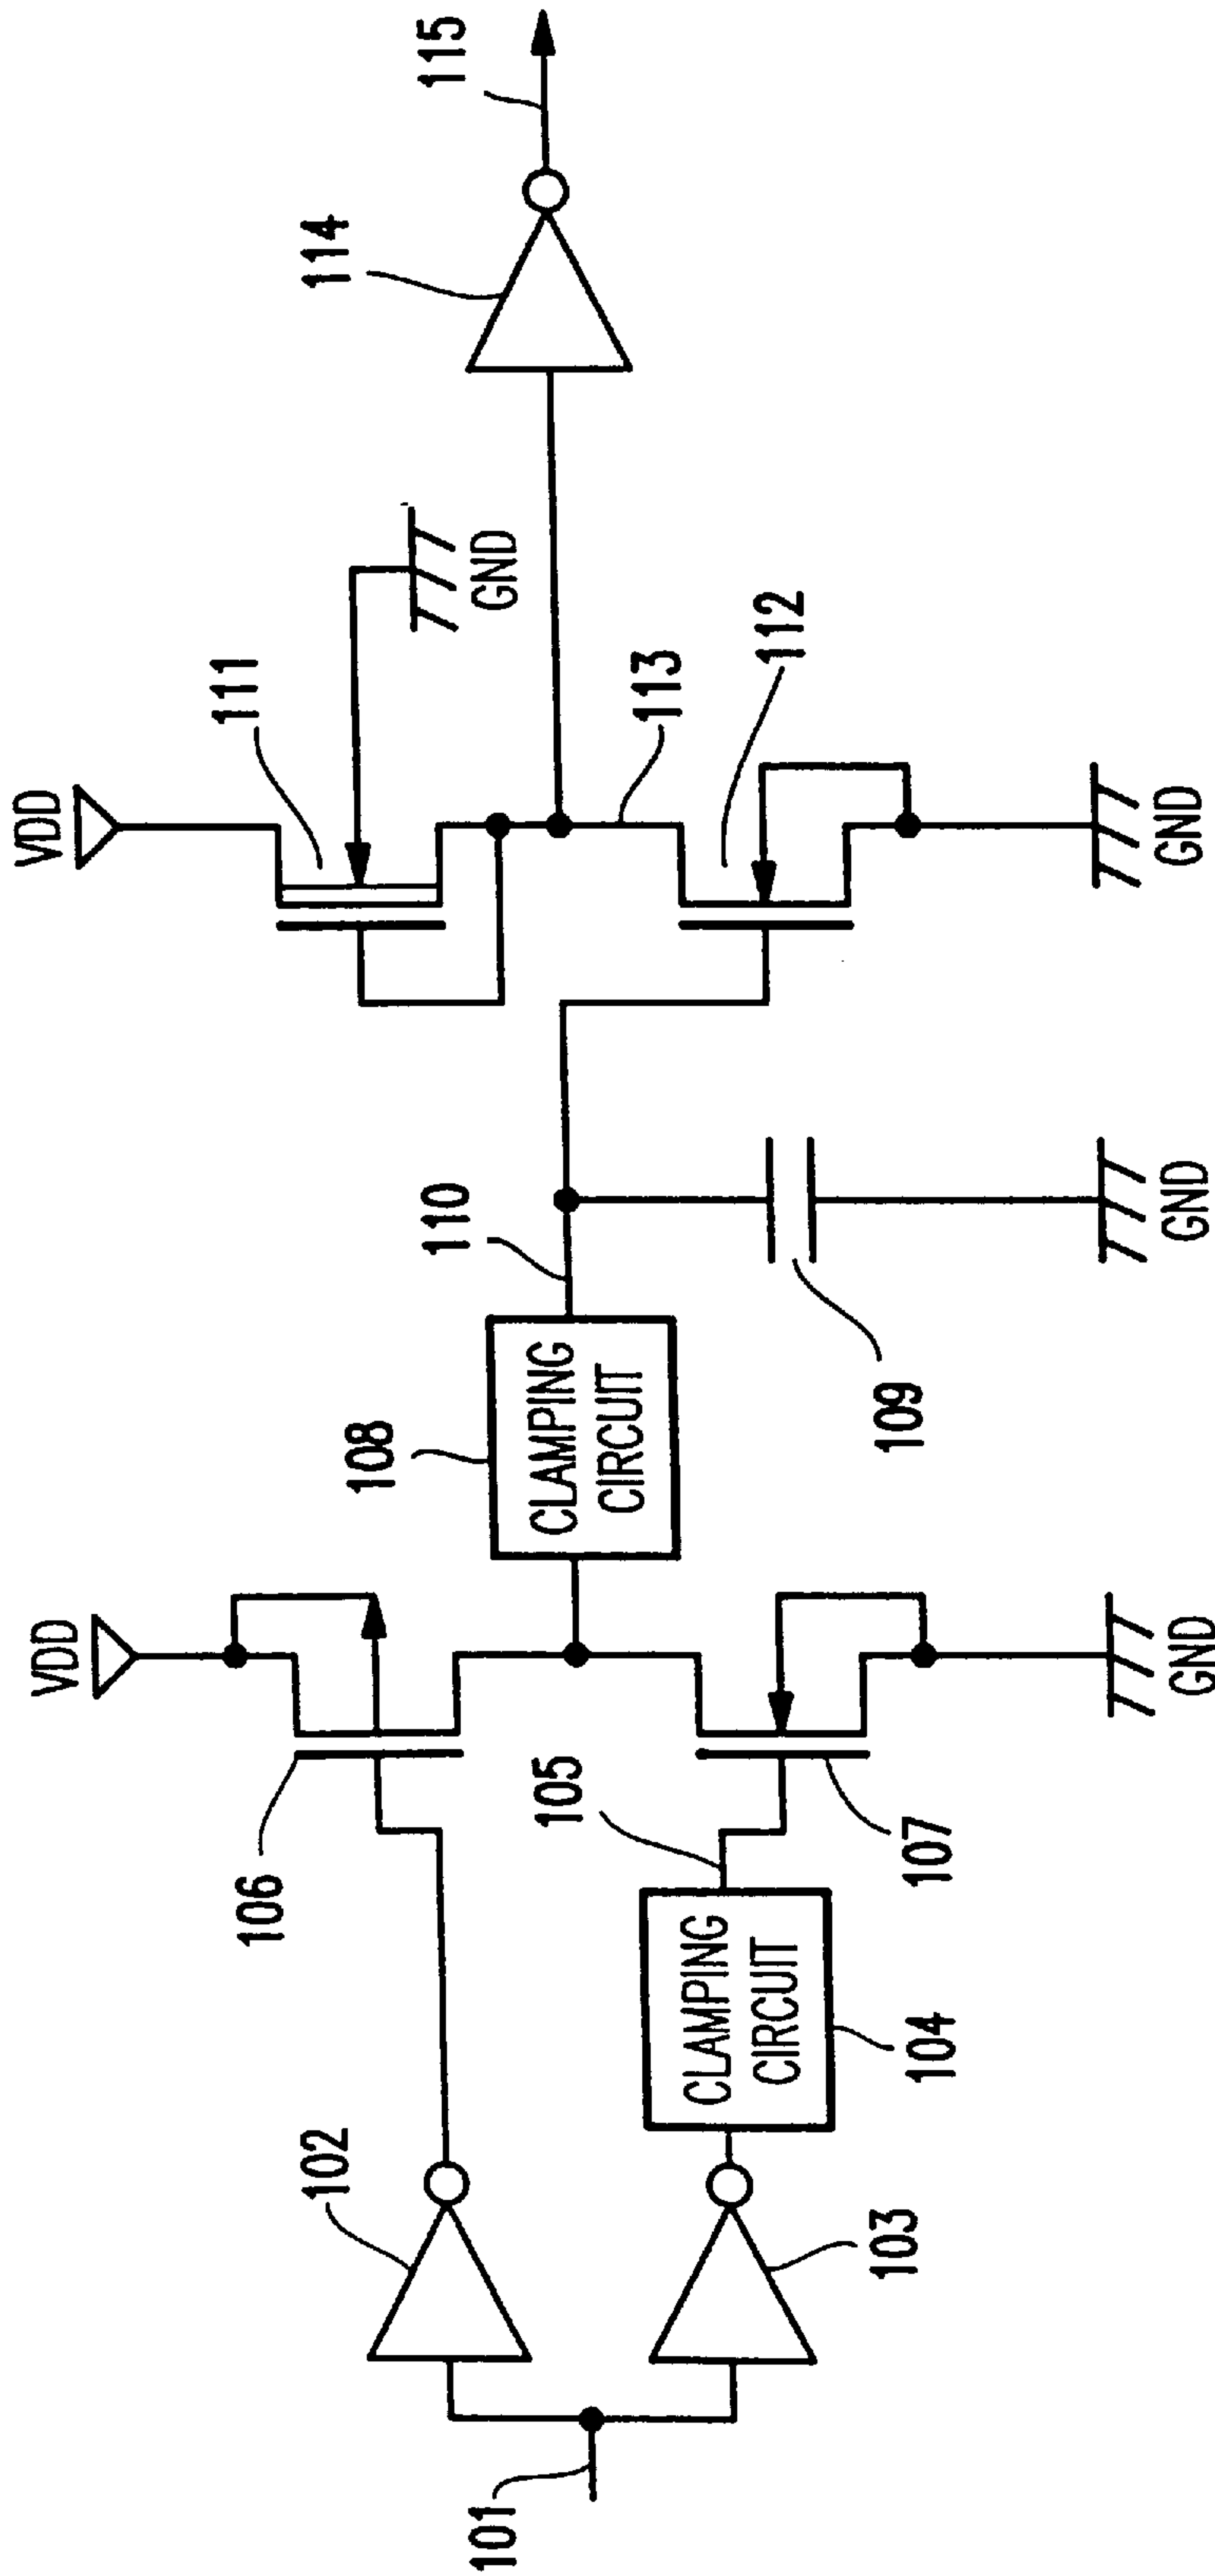 101
102
103
CLAMPING
CIRCUIT
104
105
VDD
106
107
GND
CLAMPING
CIRCUIT
108
109
GND
110
VDD
111
GND
112
GND
113
114
115